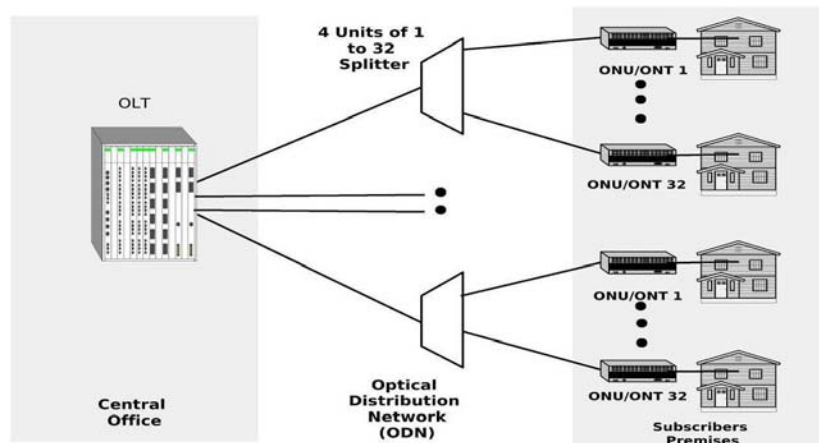 4 Units of 1
to 32
Splitter
OLT
ONU/ONT 1
ONU/ONT 32
ONU/ONT 1
ONU/ONT 32
Central
Office
Optical
Distribution
Network
(ODN)
Subscribers
Premises